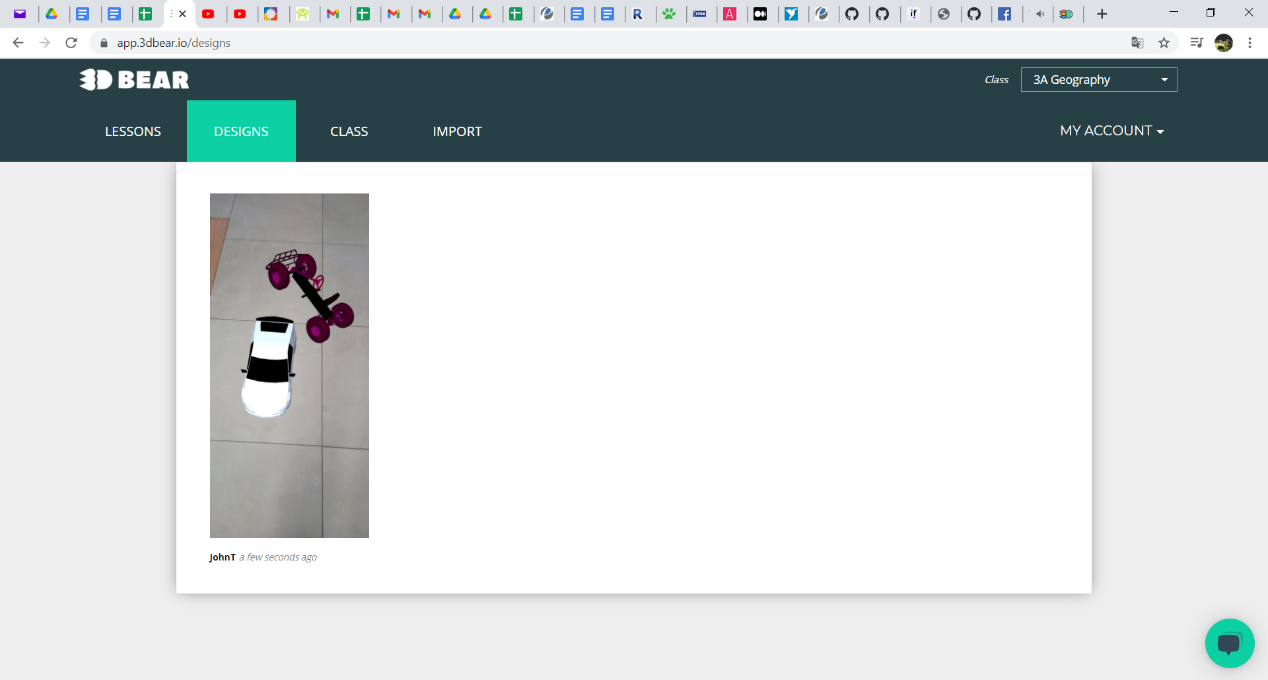 app.3dbear.io/designs
3D BEAR
Class
3A Geography
LESSONS
DESIGNS
CLASS
IMPORT
MY ACCOUNT
JohnT a few seconds ago